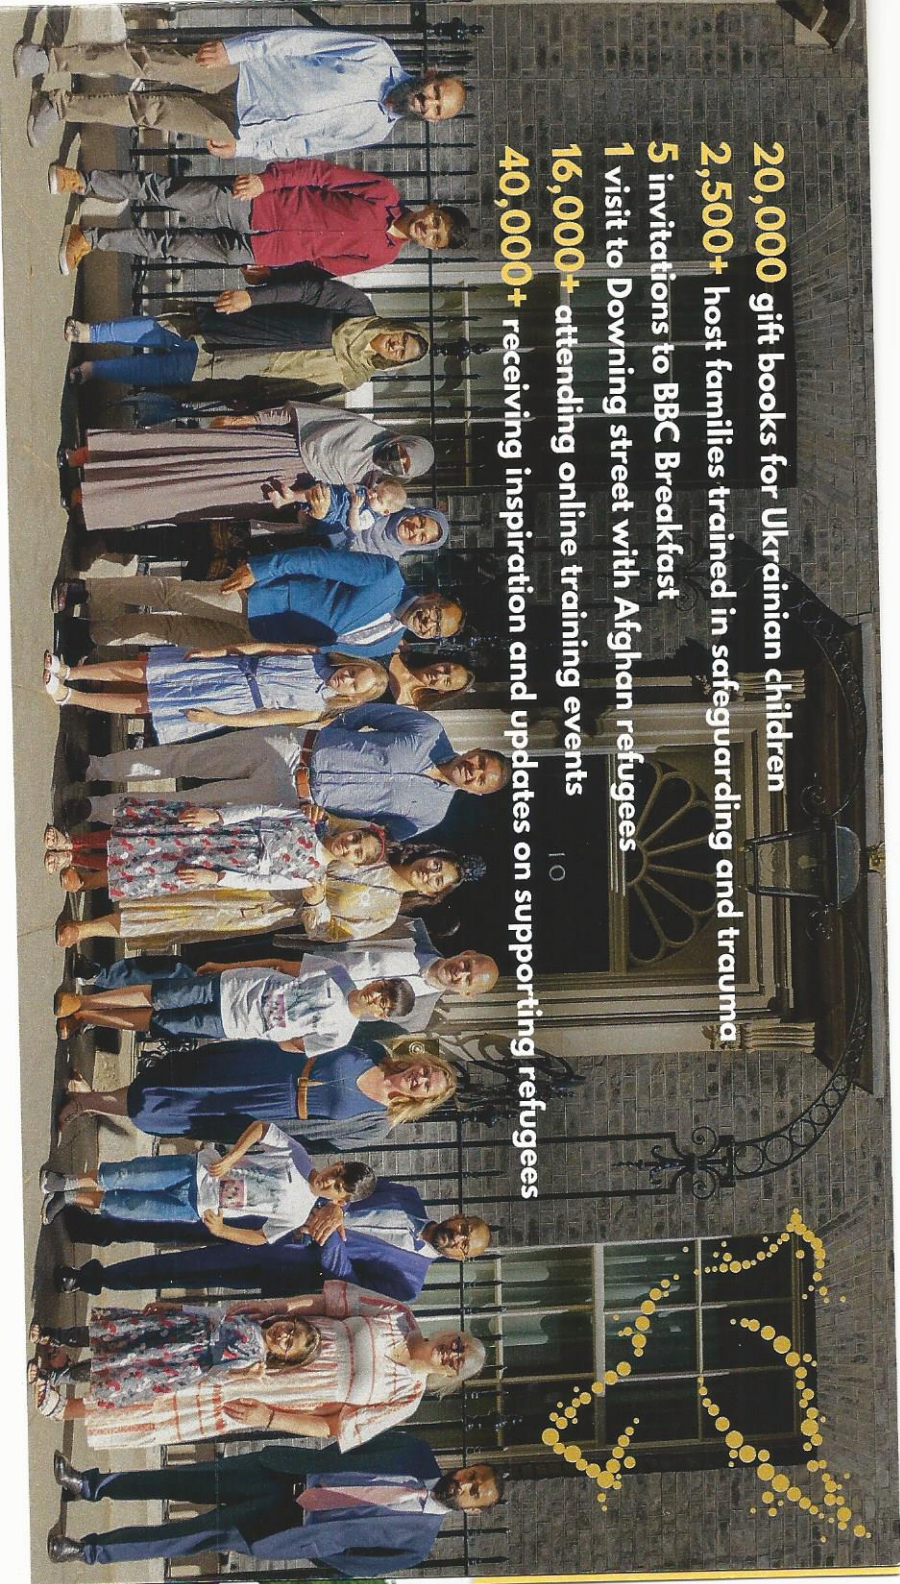 20,000 gift books for Ukrainian children
2,500+ host families trained in safeguarding and trauma
5 invitations to BBC Breakfast
1 visit to Downing street with Afghan refugees
16,000+ attending online training events
40,000+ receiving inspiration and updates on supporting refugees
10